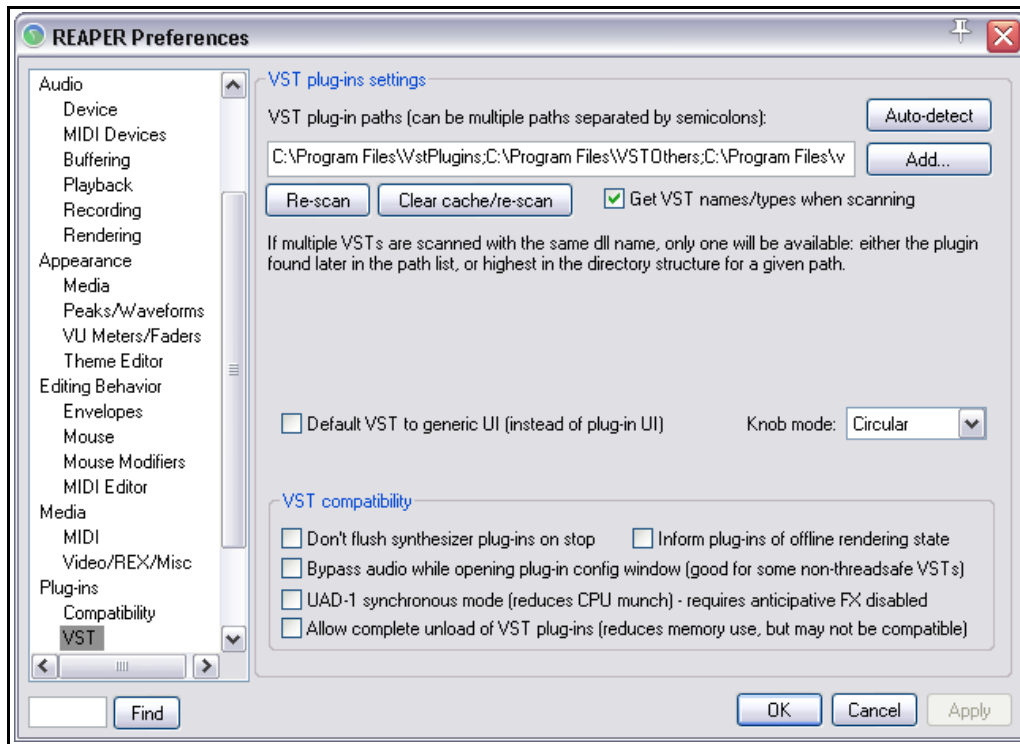 REAPER Preferences
Audio
Device
MIDI Devices
Buffering
Playback
Recording
Rendering
Appearance
Media
Peaks/Waveforms
VU Meters/Faders
Theme Editor
Editing Behavior
Envelopes
Mouse
Mouse Modifiers
MIDI Editor
Media
MIDI
Video/REX/Misc
Plug-ins
Compatibility
VST
Find
VST plug-ins settings
VST plug-in paths (can be multiple paths separated by semicolons):
Auto-detect
C:\Program Files\VstPlugins;C:\Program Files\VSTOthers;C:\Program Files\v
Add...
Re-scan
Clear cache/re-scan
Get VST names/types when scanning
If multiple VSTs are scanned with the same dll name, only one will be available: either the plugin
found later in the path list, or highest in the directory structure for a given path.
Default VST to generic UI (instead of plug-in UI)
Knob mode:
Circular
VST compatibility
Don't flush synthesizer plug-ins on stop
Inform plug-ins of offline rendering state
Bypass audio while opening plug-in config window (good for some non-threadsafe VSTs)
UAD-1 synchronous mode (reduces CPU munch) - requires anticipative FX disabled
Allow complete unload of VST plug-ins (reduces memory use, but may not be compatible)
OK
Cancel
Apply